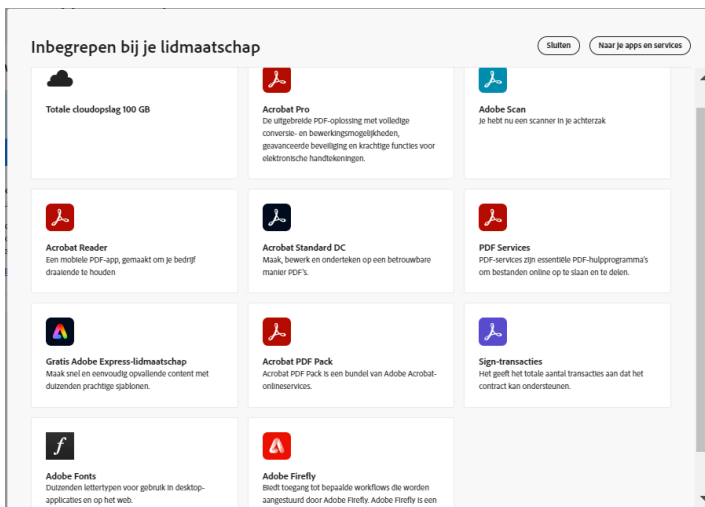 Inbegrepen bij je lidmaatschap
Sluiten
Naar je apps en services
Totale cloudopslag 100 GB
Acrobat Pro
De uitgebreide PDF-oplossing met volledige
conversie- en bewerkingsmogelijkheden,
geavanceerde beveiliging en krachtige functies voor
elektronische handtekeningen.
Adobe Scan
Je hebt nu een scanner in je achterzak
Acrobat Reader
Een mobiele PDF-app, gemaakt om je bedrijf
draaiende te houden
Acrobat Standard DC
Maak, bewerk en onderteken op een betrouwbare
manier PDF's.
PDF Services
PDF-services zijn essentiële PDF-hulpprogramma's
om bestanden online op te slaan en te delen.
Gratis Adobe Express-lidmaatschap
Maak snel en eenvoudig opvallende content met
duizenden prachtige sjablonen.
Acrobat PDF Pack
Acrobat PDF Pack is een bundel van Adobe Acrobat-
onlineservices.
Sign-transacties
Het geeft het totale aantal transacties aan dat het
contract kan ondersteunen.
Adobe Fonts
Duizenden lettertypen voor gebruik in desktop-
applicaties en op het web.
Adobe Firefly
Biedt toegang tot bepaalde workflows die worden
aangestuurd door Adobe Firefly. Adobe Firefly is een